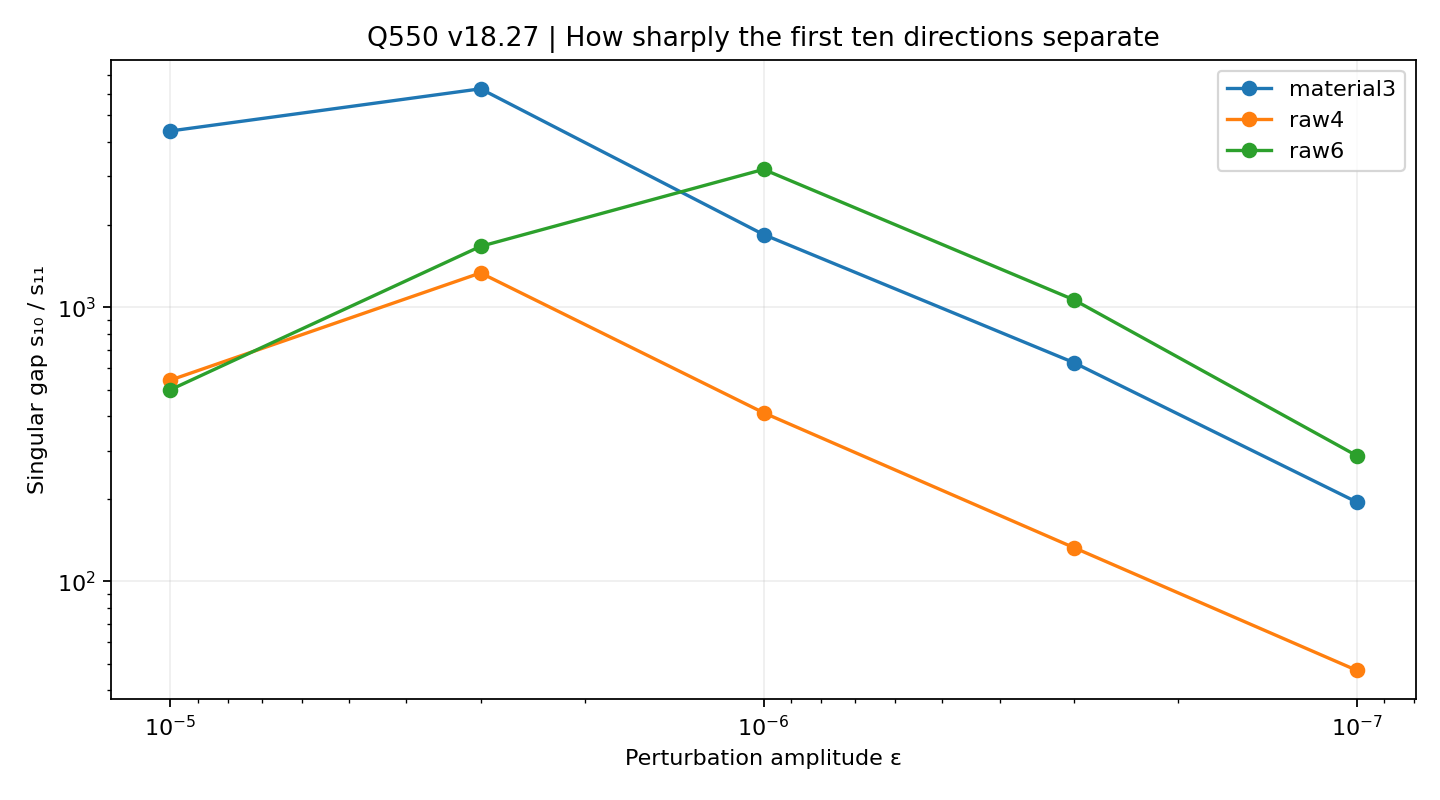 Q550 v18.27 | How sharply the first ten directions separate
material3
raw4
raw6
Singular gap s₁₀ / s₁₁
10³
10²
10⁻⁵
10⁻⁶
10⁻⁷
Perturbation amplitude ε